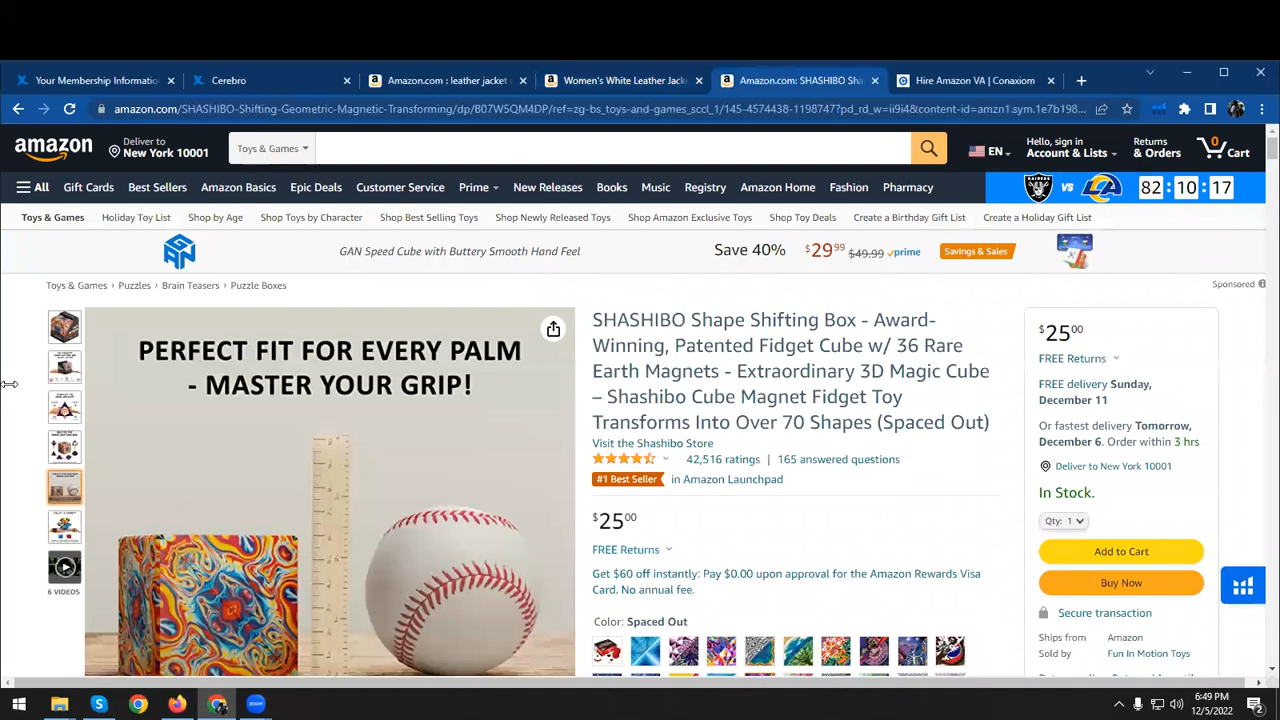 Your Membership Informatio
Cerebro
Amazon.com : leather jacket
Women's White Leather Jac
Amazon.com: SHASHIBO Sha
Hire Amazon VA | Conaxiom
amazon.com/SHASHIBO-Shifting-Geometric-Magnetic-Transforming/dp/B07W5QM4DP/ref=zg-bs_toys-and-games_sccl_1/145-4574438-1198747?pd_rd_w=ii9i4&content-id=amzn1.sym.1e7b198...
amazon
Deliver to
New York 10001
Toys & Games
EN
Hello, sign in
Account & Lists
Returns
& Orders
0
Cart
All
Gift Cards
Best Sellers
Amazon Basics
Epic Deals
Customer Service
Prime
New Releases
Books
Music
Registry
Amazon Home
Fashion
Pharmacy
RAIDERS
VS
82:10:17
Toys & Games
Holiday Toy List
Shop by Age
Shop Toys by Character
Shop Best Selling Toys
Shop Newly Released Toys
Shop Amazon Exclusive Toys
Shop Toy Deals
Create a Birthday Gift List
Create a Holiday Gift List
GAN
GAN Speed Cube with Buttery Smooth Hand Feel
Save 40%
$29.99
$49.99
prime
Savings & Sales
Toys & Games › Puzzles › Brain Teasers › Puzzle Boxes
Sponsored
PERFECT FIT FOR EVERY PALM
- MASTER YOUR GRIP!
6 VIDEOS
SHASHIBO Shape Shifting Box - Award-
Winning, Patented Fidget Cube w/ 36 Rare
Earth Magnets - Extraordinary 3D Magic Cube
– Shashibo Cube Magnet Fidget Toy
Transforms Into Over 70 Shapes (Spaced Out)
Visit the Shashibo Store
42,516 ratings | 165 answered questions
#1 Best Seller in Amazon Launchpad
$25.00
FREE Returns
Get $60 off instantly: Pay $0.00 upon approval for the Amazon Rewards Visa
Card. No annual fee.
Color: Spaced Out
$25.00
FREE Returns
FREE delivery Sunday,
December 11
Or fastest delivery Tomorrow,
December 6. Order within 3 hrs
Deliver to New York 10001
In Stock.
Qty: 1
Add to Cart
Buy Now
Secure transaction
Ships from Amazon
Sold by Fun In Motion Toys
6:49 PM
12/5/2022
2